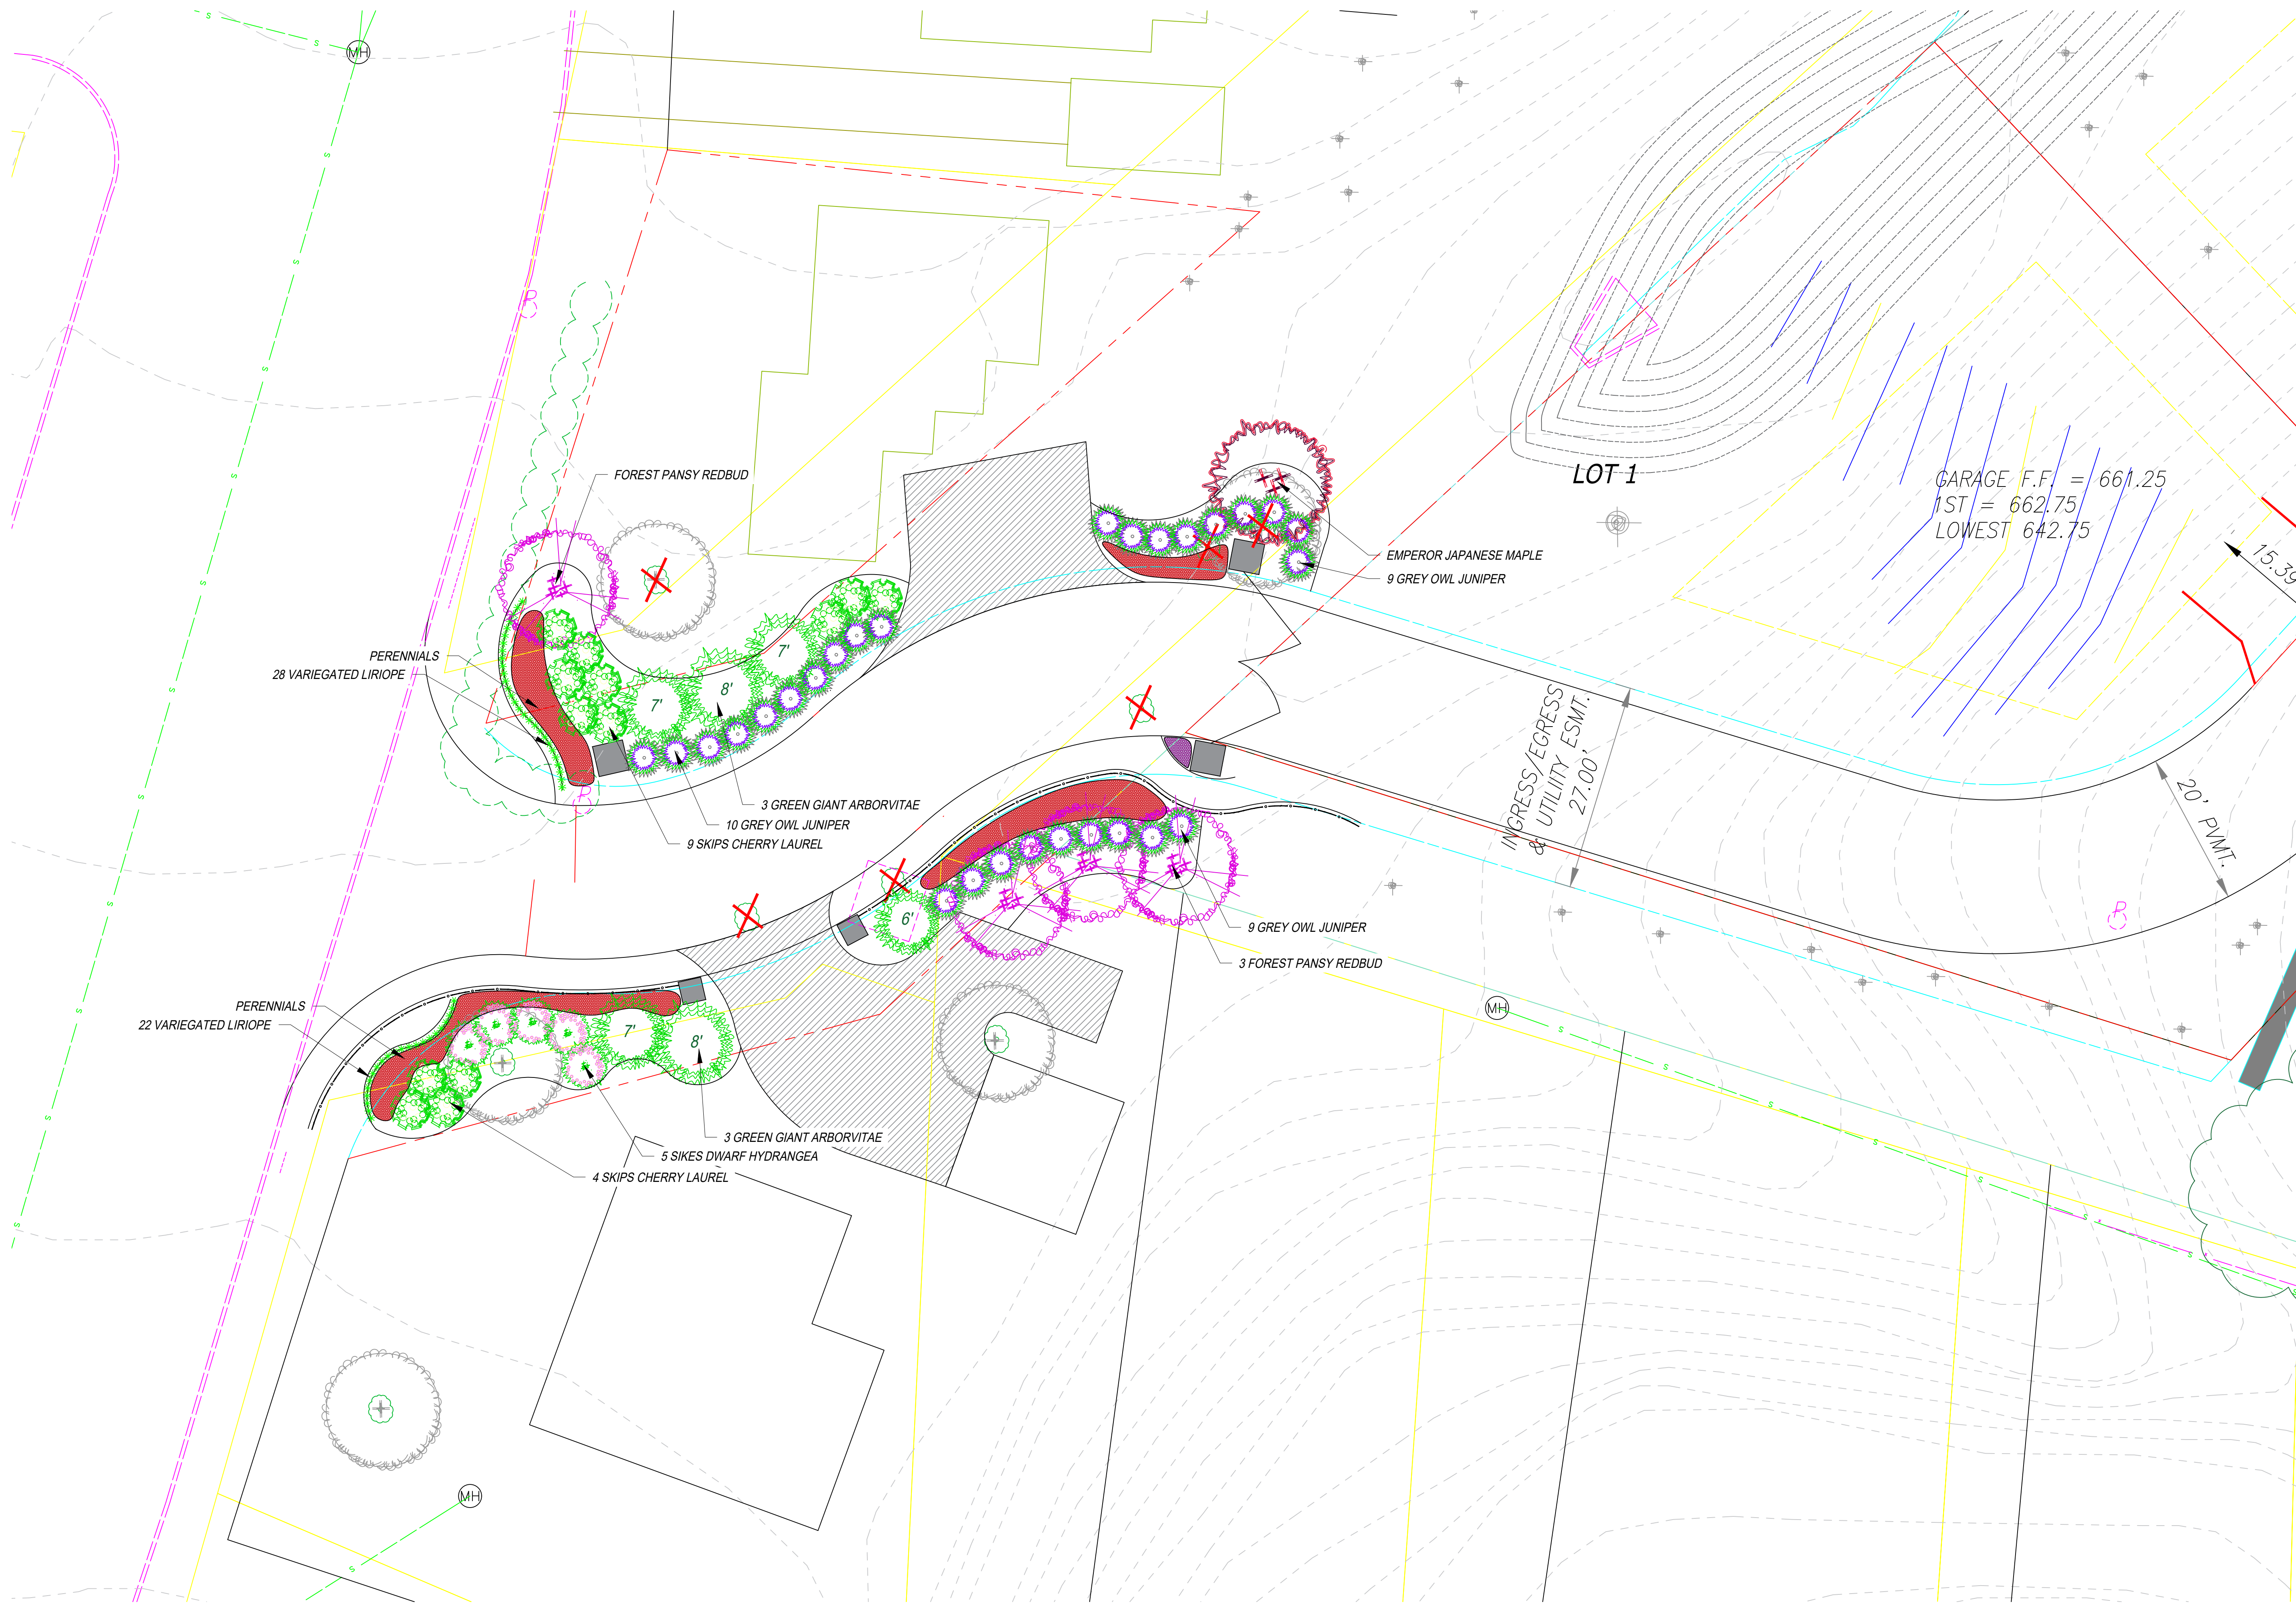 MH
S
S
S
S
S
S
S
S
S
S
S
LOT 1
GARAGE F.F. = 661.25
1ST = 662.75
LOWEST 642.75
15.39
FOREST PANSY REDBUD
EMPEROR JAPANESE MAPLE
9 GREY OWL JUNIPER
PERENNIALS
28 VARIEGATED LIRIOPE
7'
8'
7'
3 GREEN GIANT ARBORVITAE
10 GREY OWL JUNIPER
9 SKIPS CHERRY LAUREL
INGRESS/EGRESS
& UTILITY ESMT.
27.00'
20' PVMT.
6'
9 GREY OWL JUNIPER
3 FOREST PANSY REDBUD
PERENNIALS
22 VARIEGATED LIRIOPE
7'
8'
3 GREEN GIANT ARBORVITAE
5 SIKES DWARF HYDRANGEA
4 SKIPS CHERRY LAUREL
MH
S
S
S
S
S
MH
S